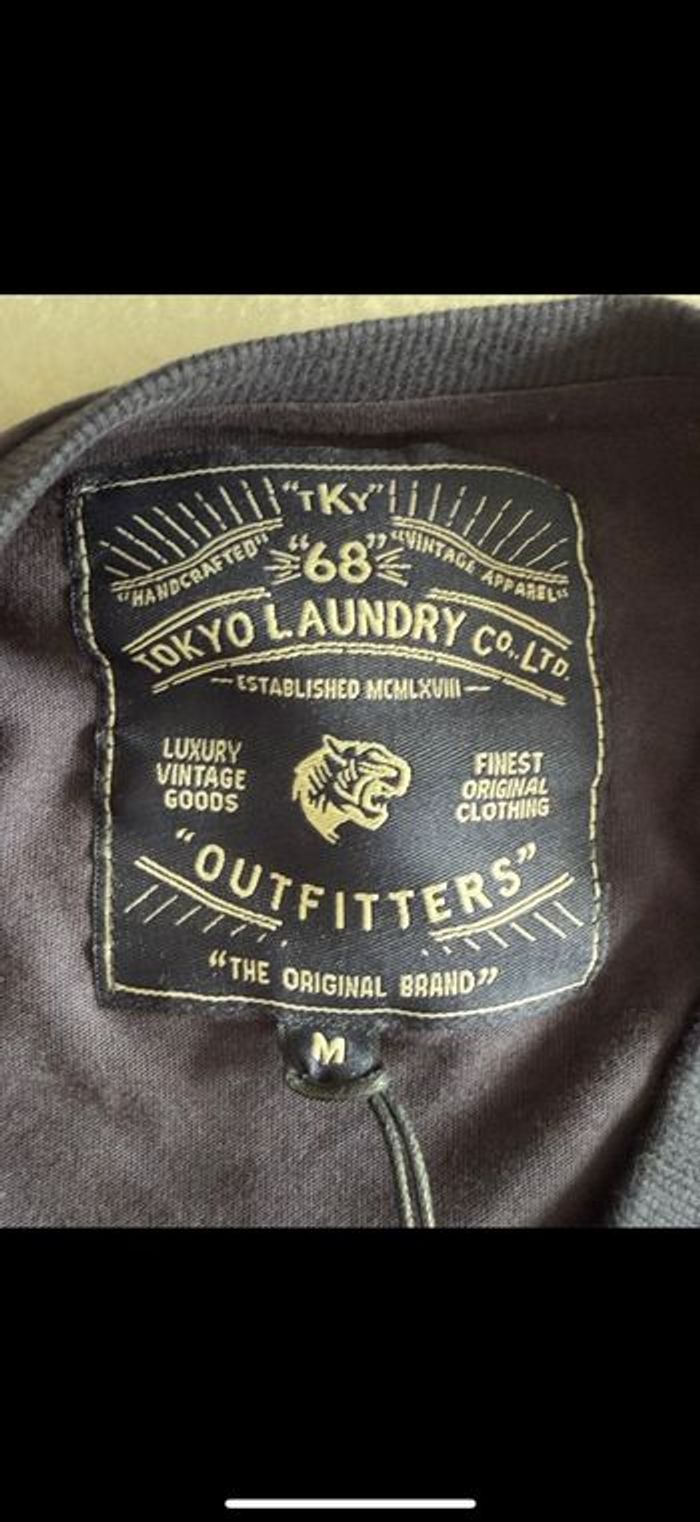 "TKY"
"HANDCRAFTED" "68" "VINTAGE APPAREL"
TOKYO LAUNDRY CO., LTD.
ESTABLISHED MCMLXVIII
LUXURY
VINTAGE
GOODS
FINEST
ORIGINAL
CLOTHING
"OUTFITTERS"
"THE ORIGINAL BRAND"
M